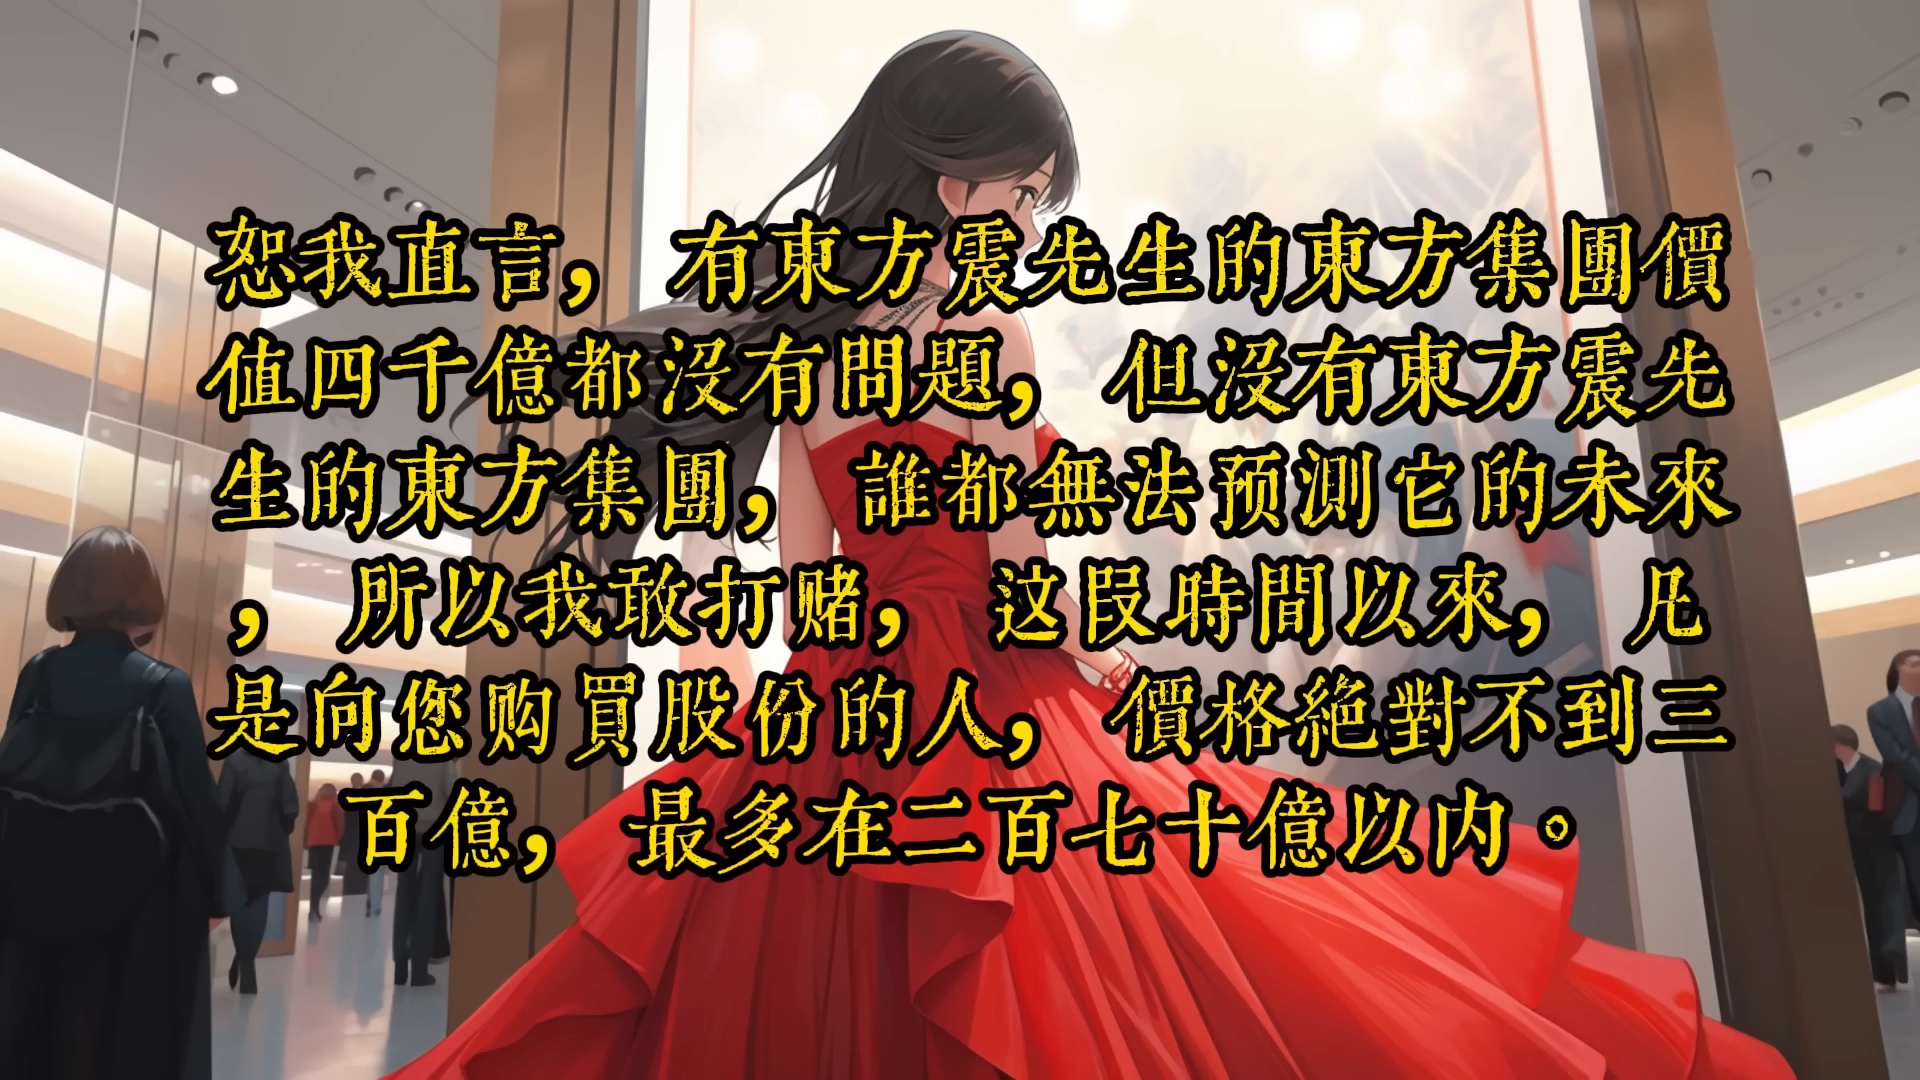 恕我直言，有東方震先生的東方集團價
值四千億都沒有問題，但沒有東方震先
生的東方集團，誰都無法预測它的未來
，所以我敢打赌，这段時間以來，凡
是向您购買股份的人，價格絕對不到三
百億，最多在二百七十億以内。